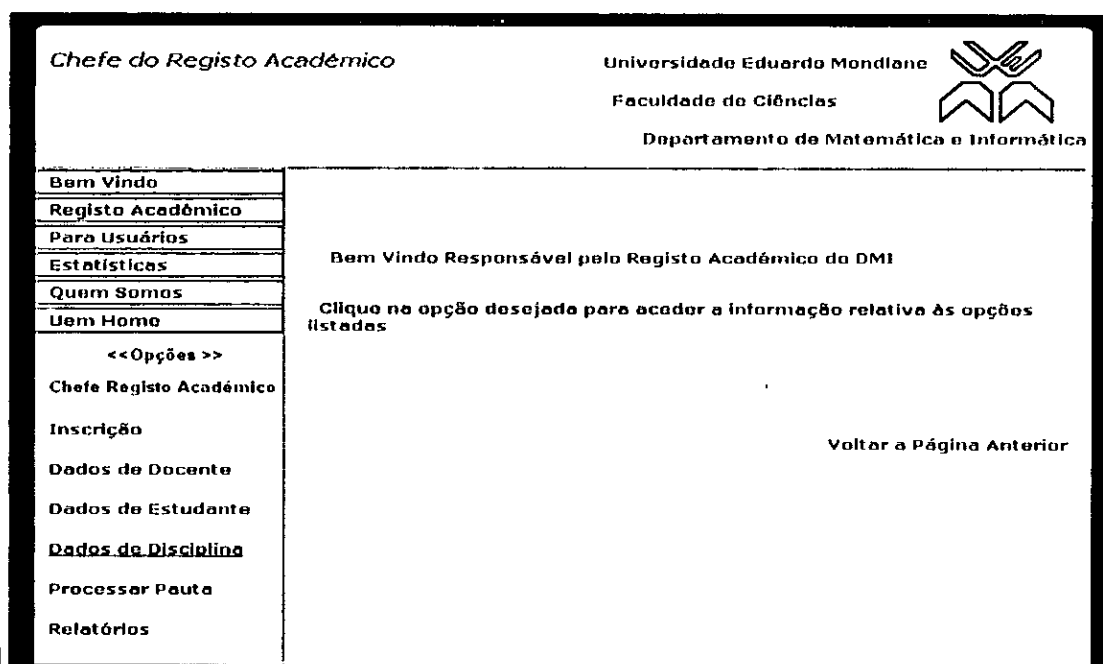 Chefe do Registo Académico
Universidade Eduardo Mondlane
Faculdade de Ciências
Departamento de Matemática e Informática
Bem Vindo
Registo Académico
Para Usuários
Estatísticas
Quem Somos
Uem Home
<<Opções >>
Chefe Registo Académico
Inscrição
Dados de Docente
Dados de Estudante
Dados de Disciplina
Processar Pauta
Relatórios
Bem Vindo Responsável pelo Registo Académico do DMI
Clique na opção desejada para aceder a informação relativa às opções
listadas
Voltar a Página Anterior